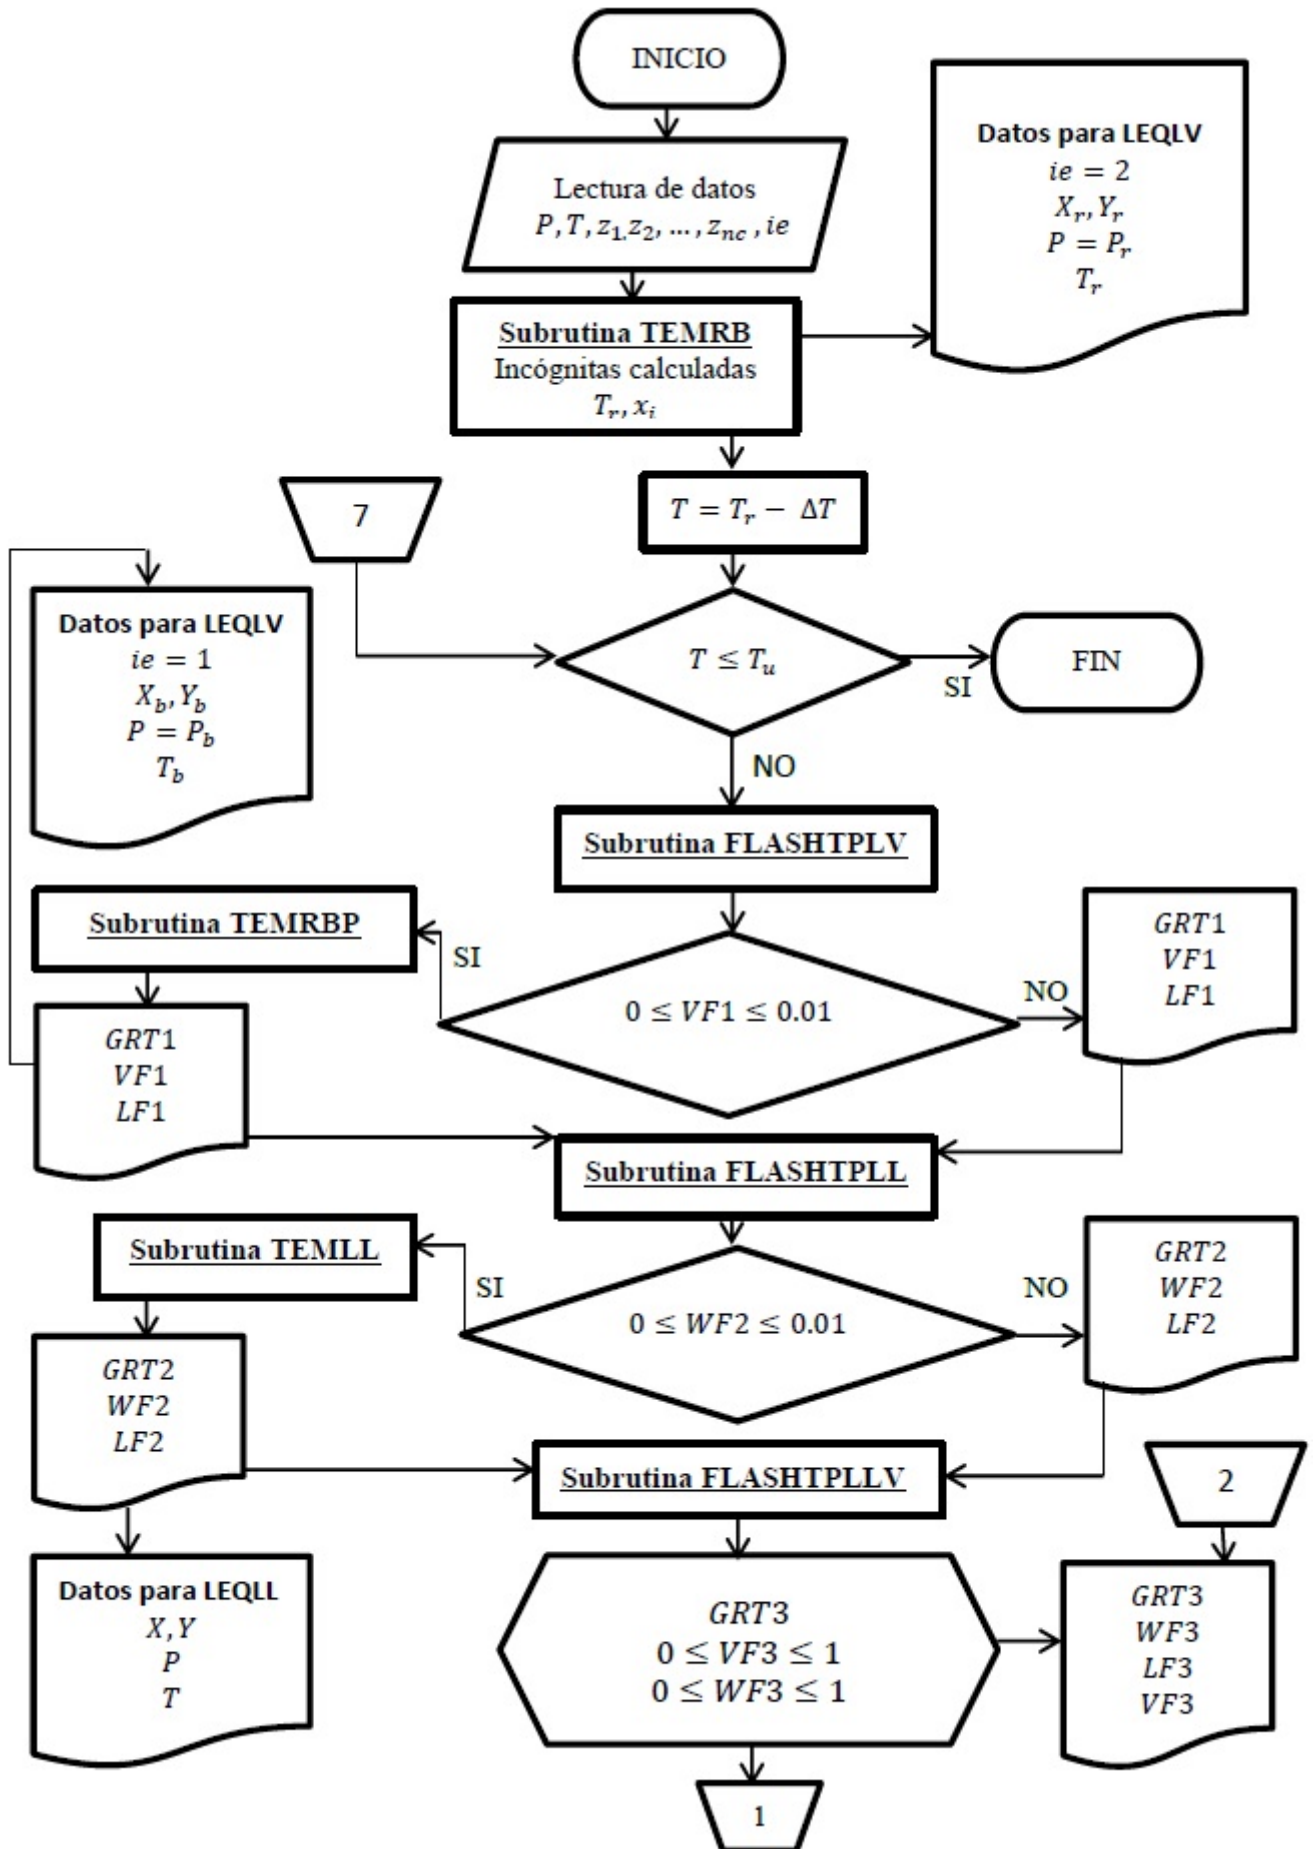 INICIO
Lectura de datos
P, T, z₁.z₂, ..., z_nc , ie
Datos para LEQLV
ie = 2
X_r, Y_r
P = P_r
T_r
Subrutina TEMRB
Incógnitas calculadas
T_r, x_i
T = T_r − ΔT
7
T ≤ T_u
SI
FIN
NO
Datos para LEQLV
ie = 1
X_b, Y_b
P = P_b
T_b
Subrutina FLASHTPLV
Subrutina TEMRBP
SI
0 ≤ VF1 ≤ 0.01
NO
GRT1
VF1
LF1
GRT1
VF1
LF1
Subrutina FLASHTPLL
Subrutina TEMLL
SI
0 ≤ WF2 ≤ 0.01
NO
GRT2
WF2
LF2
GRT2
WF2
LF2
Subrutina FLASHTPLLV
2
Datos para LEQLL
X, Y
P
T
GRT3
0 ≤ VF3 ≤ 1
0 ≤ WF3 ≤ 1
GRT3
WF3
LF3
VF3
1